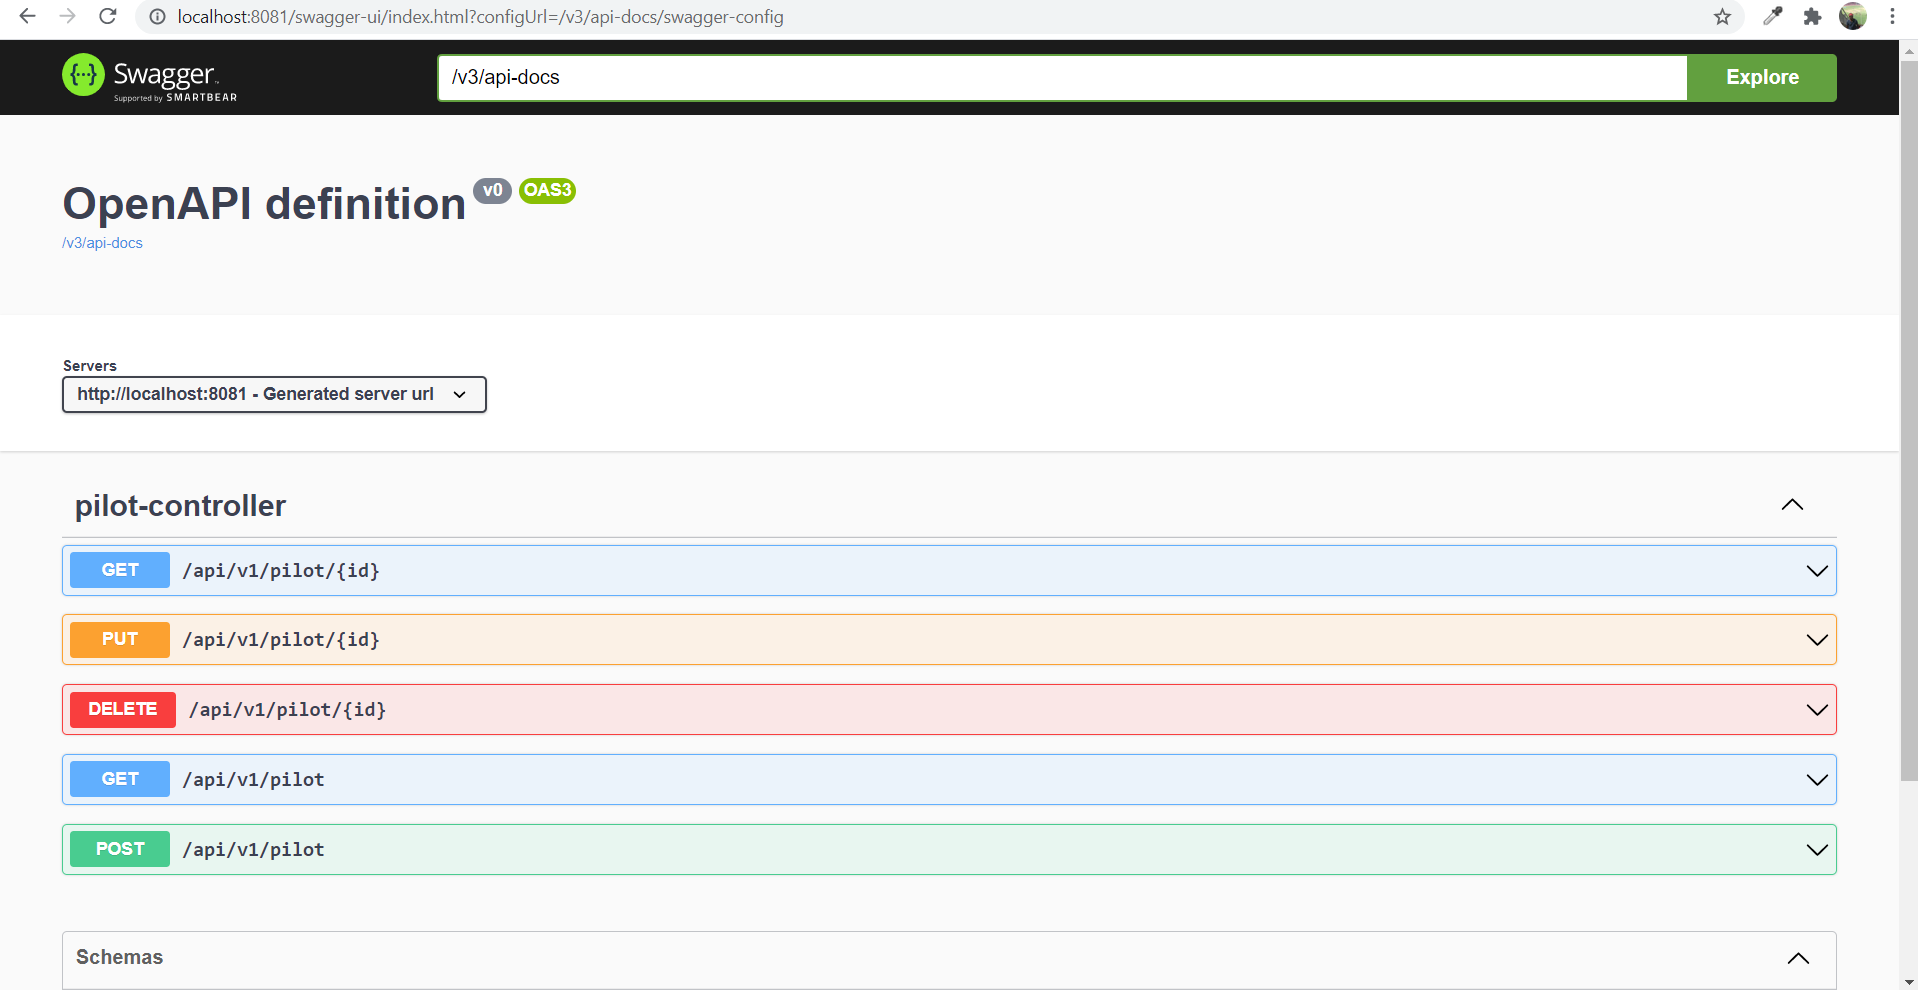 localhost:8081/swagger-ui/index.html?configUrl=/v3/api-docs/swagger-config
{···} Swagger™
Supported by SMARTBEAR
/v3/api-docs
Explore
OpenAPI definition v0 OAS3
/v3/api-docs
Servers
http://localhost:8081 - Generated server url
pilot-controller
GET /api/v1/pilot/{id}
PUT /api/v1/pilot/{id}
DELETE /api/v1/pilot/{id}
GET /api/v1/pilot
POST /api/v1/pilot
Schemas